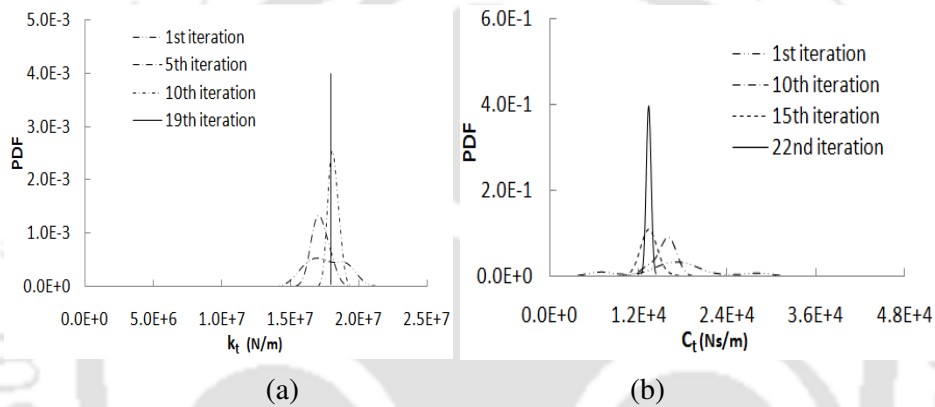 5.0E-3
4.0E-3
3.0E-3
2.0E-3
1.0E-3
0.0E+0
PDF
1st iteration
5th iteration
10th iteration
19th iteration
0.0E+0 5.0E+6 1.0E+7 1.5E+7 2.0E+7 2.5E+7
kt (N/m)
(a)
6.0E-1
4.0E-1
2.0E-1
0.0E+0
PDF
1st iteration
10th iteration
15th iteration
22nd iteration
0.0E+0 1.2E+4 2.4E+4 3.6E+4 4.8E+4
Ct (Ns/m)
(b)